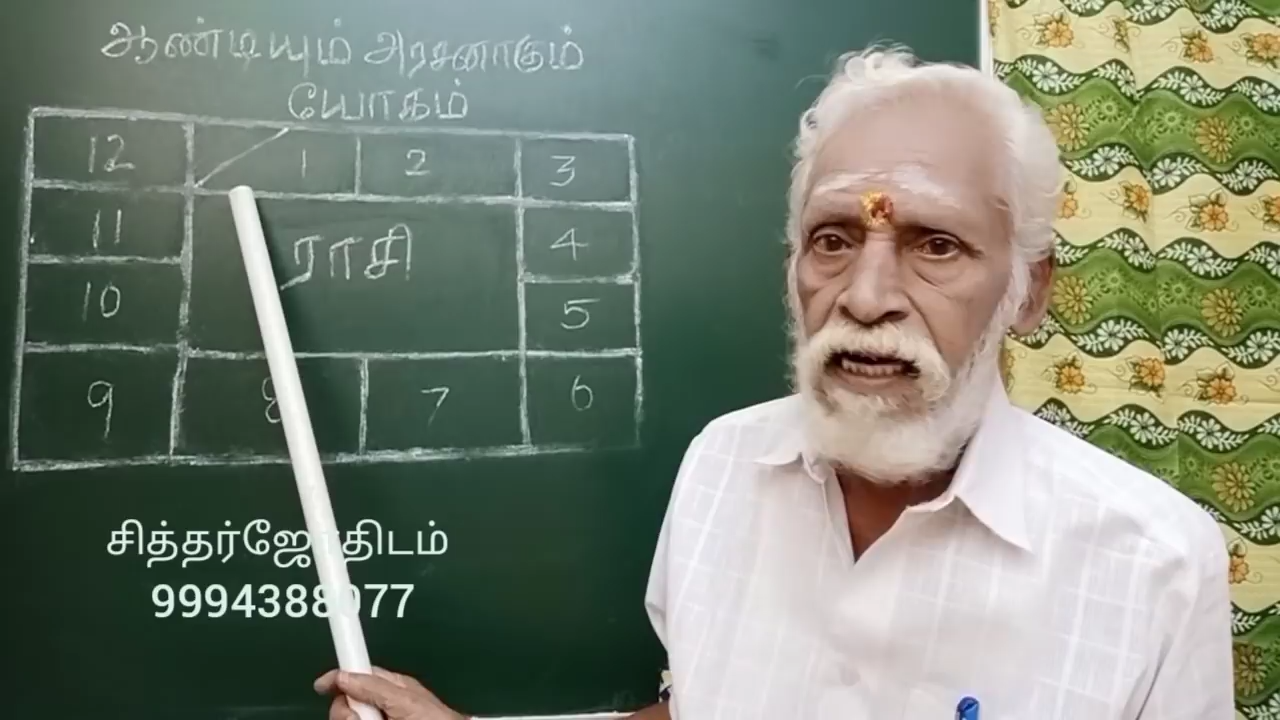 ஆண்டியும் அரசனாகும்
யோகம்
12 1 2 3
11 ராசி 4
10 5
9 8 7 6
சித்தர்ஜோதிடம்